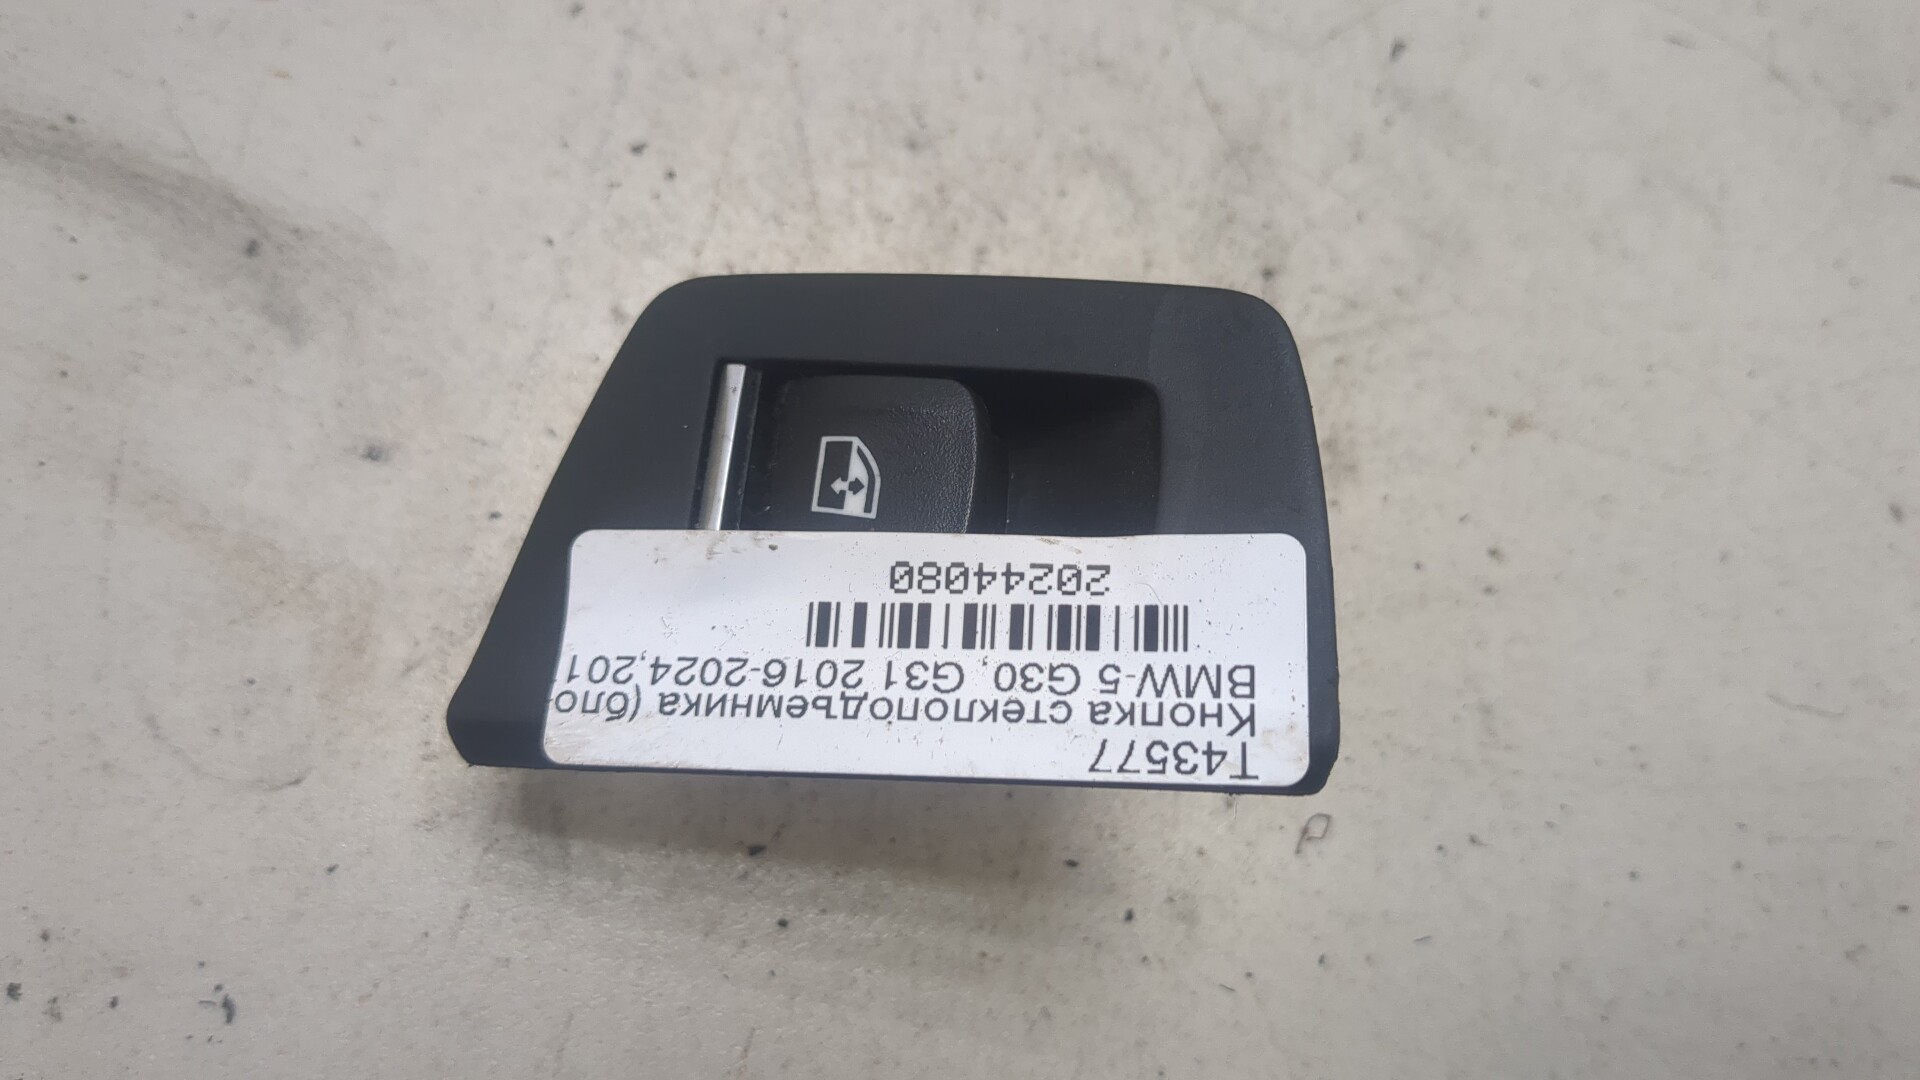 T43577
Кнопка стеклоподъемника (бло
BMW-5 G30, G31 2016-2024,201
20244080